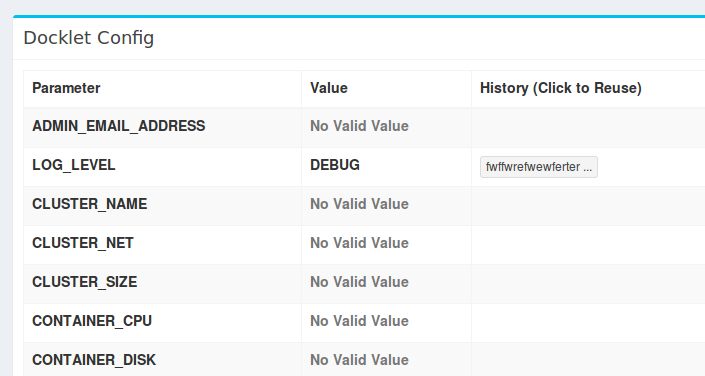 Docklet Config
Parameter Value History (Click to Reuse)
ADMIN_EMAIL_ADDRESS No Valid Value
LOG_LEVEL DEBUG fwffwrefwewferter ...
CLUSTER_NAME No Valid Value
CLUSTER_NET No Valid Value
CLUSTER_SIZE No Valid Value
CONTAINER_CPU No Valid Value
CONTAINER_DISK No Valid Value